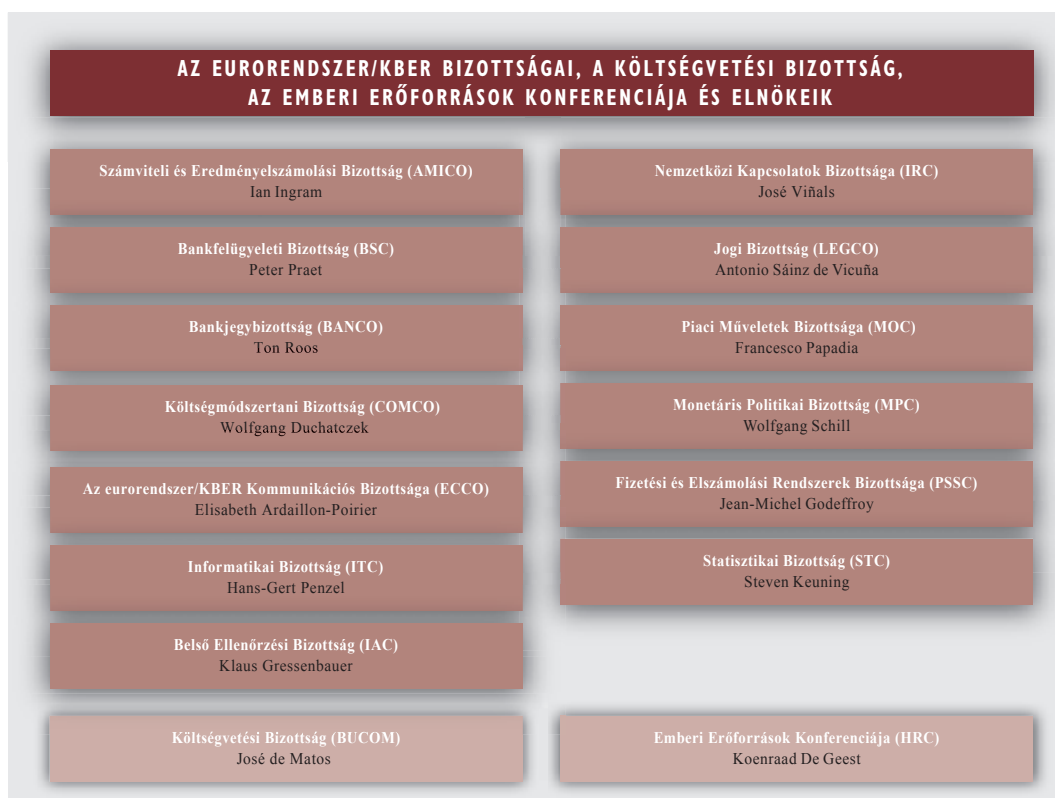 AZ EURORENDSZER/KBER BIZOTTSÁGAI, A KÖLTSÉGVETÉSI BIZOTTSÁG,
AZ EMBERI ERŐFORRÁSOK KONFERENCIÁJA ÉS ELNÖKEIK
Számviteli és Eredményelszámolási Bizottság (AMICO)
Ian Ingram
Bankfelügyeleti Bizottság (BSC)
Peter Praet
Bankjegybizottság (BANCO)
Ton Roos
Költségmódszertani Bizottság (COMCO)
Wolfgang Duchatczek
Az eurorendszer/KBER Kommunikációs Bizottsága (ECCO)
Elisabeth Ardaillon-Poirier
Informatikai Bizottság (ITC)
Hans-Gert Penzel
Belső Ellenőrzési Bizottság (IAC)
Klaus Gressenbauer
Nemzetközi Kapcsolatok Bizottsága (IRC)
José Viñals
Jogi Bizottság (LEGCO)
Antonio Sáinz de Vicuña
Piaci Műveletek Bizottsága (MOC)
Francesco Papadia
Monetáris Politikai Bizottság (MPC)
Wolfgang Schill
Fizetési és Elszámolási Rendszerek Bizottsága (PSSC)
Jean-Michel Godeffroy
Statisztikai Bizottság (STC)
Steven Keuning
Költségvetési Bizottság (BUCOM)
José de Matos
Emberi Erőforrások Konferenciája (HRC)
Koenraad De Geest